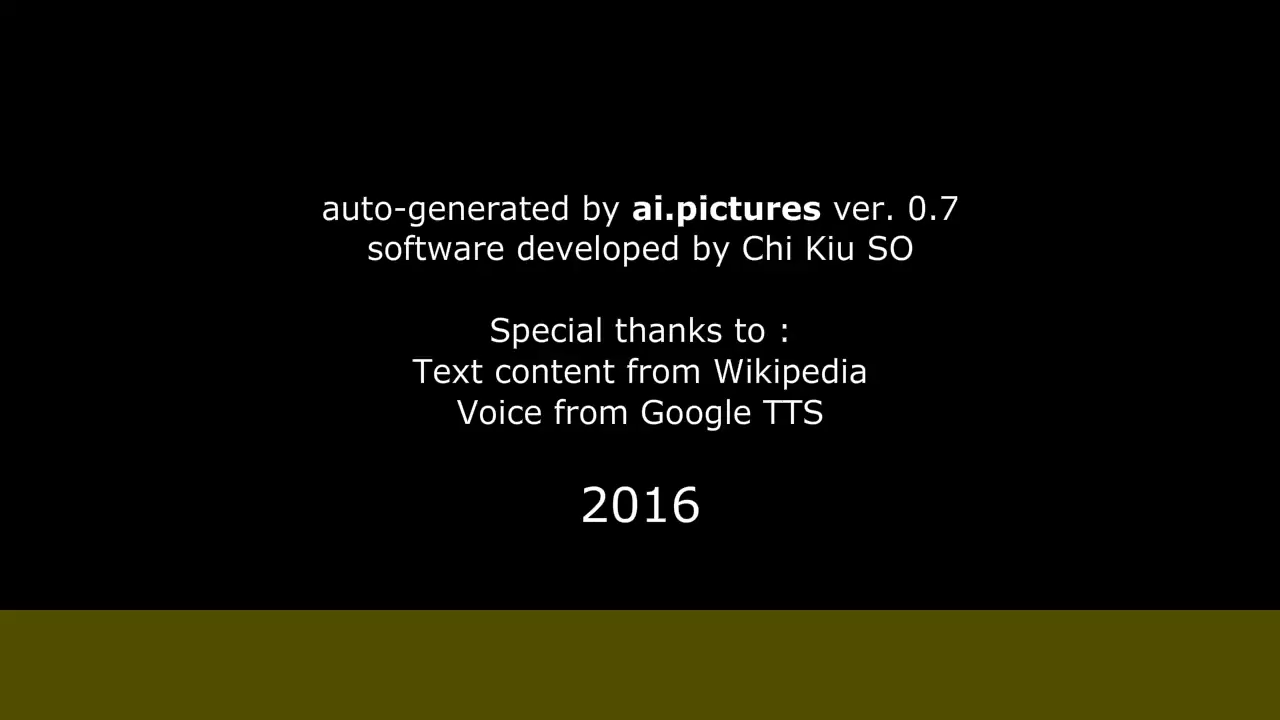 auto-generated by ai.pictures ver. 0.7
software developed by Chi Kiu SO
Special thanks to :
Text content from Wikipedia
Voice from Google TTS
2016